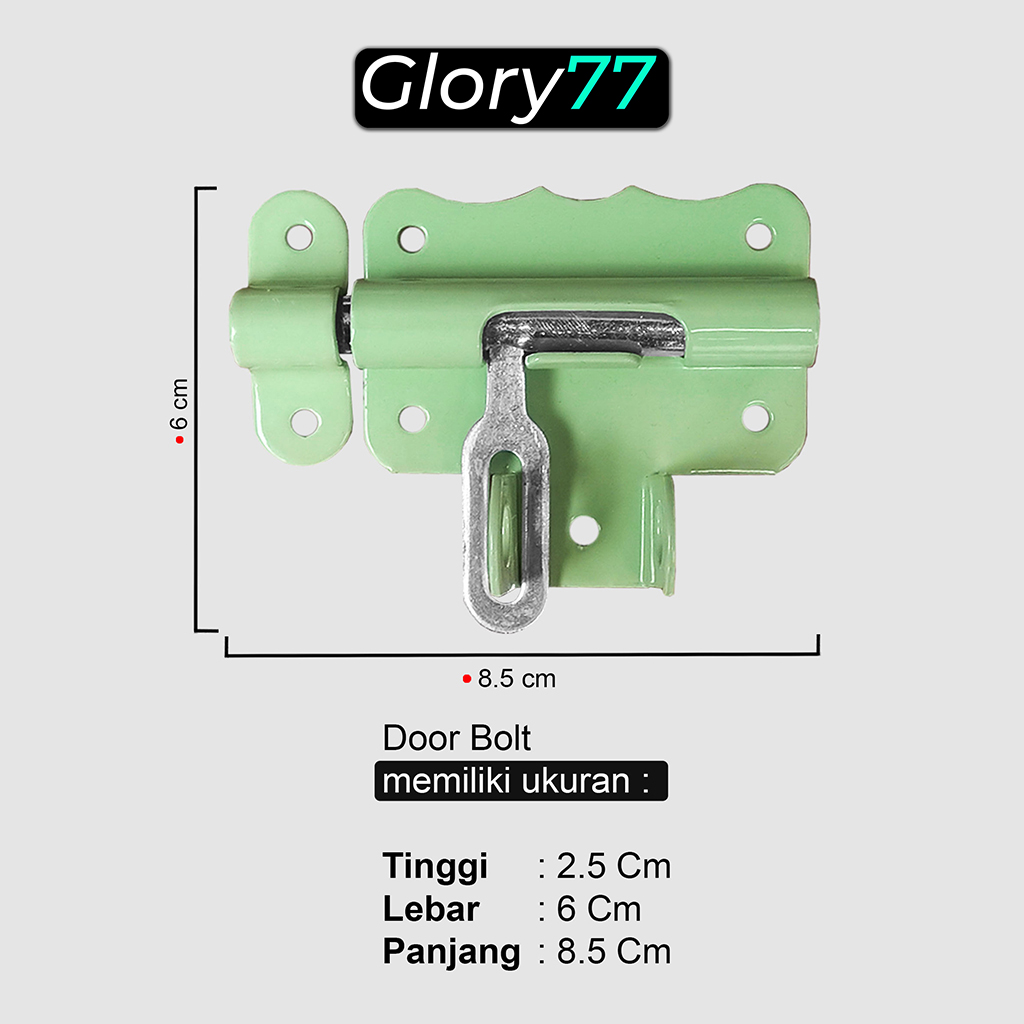 Glory77
6 cm
8.5 cm
Door Bolt
memiliki ukuran :
Tinggi : 2.5 Cm
Lebar : 6 Cm
Panjang : 8.5 Cm